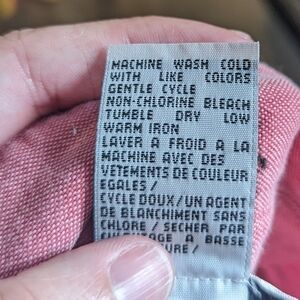 MACHINE WASH COLD
WITH LIKE COLORS
GENTLE CYCLE
NON-CHLORINE BLEACH
TUMBLE DRY LOW
WARM IRON
LAVER A FROID A LA
MACHINE AVEC DES
VETEMENTS DE COULEUR
EGALES/
CYCLE DOUX/UN AGENT
DE BLANCHIMENT SANS
CHLORE / SECHER PAR
A BASSE